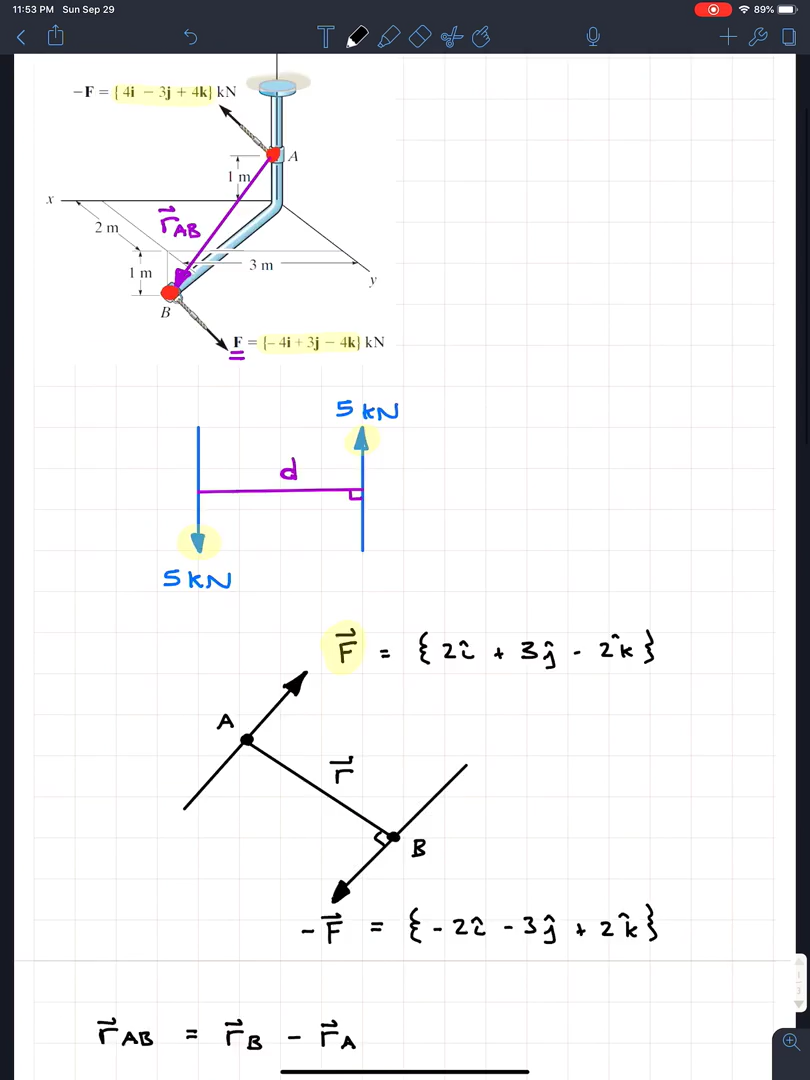 11:53 PM Sun Sep 29
89%
−F = { 4i − 3j + 4k} kN
A
1 m
x
r⃗AB
2 m
1 m
3 m
y
B
F = {− 4i + 3j − 4k} kN
5 kN
d
5 kN
F⃗ = { 2î + 3ĵ - 2k̂ }
A
r⃗
B
-F⃗ = { - 2î - 3ĵ + 2k̂ }
r⃗AB = r⃗B - r⃗A